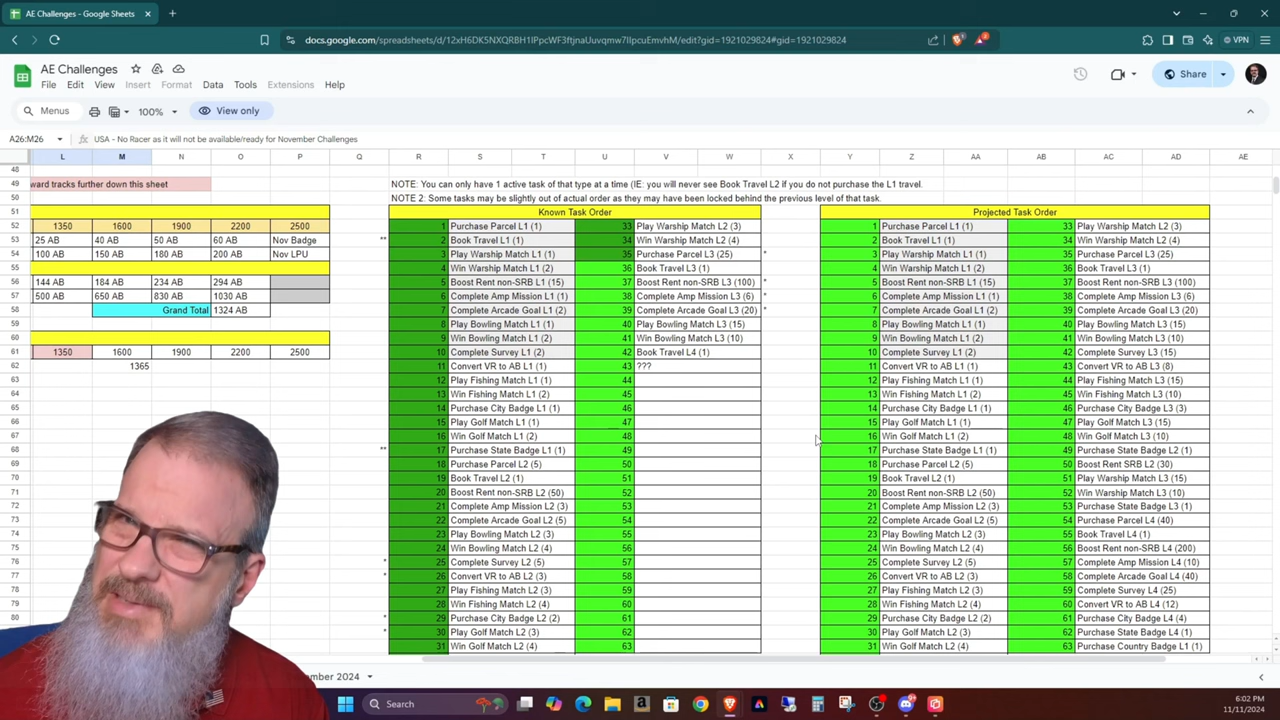 AE Challenges - Google Sheets
docs.google.com/spreadsheets/d/12xH6DK5NXQRBH1IPpcWF3ftjnaUuvqmw7IIpcuEmvhM/edit?gid=1921029824#gid=1921029824
VPN
AE Challenges
File Edit View Insert Format Data Tools Extensions Help
Share
Menus 100% View only
A26:M26 USA - No Racer as it will not be available/ready for November Challenges
L M N O P Q R S T U V W X Y Z AA AB AC AD AE
48
49 ward tracks further down this sheet NOTE: You can only have 1 active task of that type at a time (IE: you will never see Book Travel L2 if you do not purchase the L1 travel.
50 NOTE 2: Some tasks may be slightly out of actual order as they may have been locked behind the previous level of that task.
51 Known Task Order Projected Task Order
52 1350 1600 1900 2200 2500 1 Purchase Parcel L1 (1) 33 Play Warship Match L2 (3) 1 Purchase Parcel L1 (1) 33 Play Warship Match L2 (3)
53 25 AB 40 AB 50 AB 60 AB Nov Badge ** 2 Book Travel L1 (1) 34 Win Warship Match L2 (4) 2 Book Travel L1 (1) 34 Win Warship Match L2 (4)
54 100 AB 150 AB 180 AB 200 AB Nov LPU 3 Play Warship Match L1 (1) 35 Purchase Parcel L3 (25) * 3 Play Warship Match L1 (1) 35 Purchase Parcel L3 (25)
55 4 Win Warship Match L1 (2) 36 Book Travel L3 (1) 4 Win Warship Match L1 (2) 36 Book Travel L3 (1)
56 144 AB 184 AB 234 AB 294 AB 5 Boost Rent non-SRB L1 (15) 37 Boost Rent non-SRB L3 (100) * 5 Boost Rent non-SRB L1 (15) 37 Boost Rent non-SRB L3 (100)
57 500 AB 650 AB 830 AB 1030 AB 6 Complete Amp Mission L1 (1) 38 Complete Amp Mission L3 (6) * 6 Complete Amp Mission L1 (1) 38 Complete Amp Mission L3 (6)
58 Grand Total 1324 AB 7 Complete Arcade Goal L1 (2) 39 Complete Arcade Goal L3 (20) * 7 Complete Arcade Goal L1 (2) 39 Complete Arcade Goal L3 (20)
59 8 Play Bowling Match L1 (1) 40 Play Bowling Match L3 (15) 8 Play Bowling Match L1 (1) 40 Play Bowling Match L3 (15)
60 9 Win Bowling Match L1 (2) 41 Win Bowling Match L3 (10) 9 Win Bowling Match L1 (2) 41 Win Bowling Match L3 (10)
61 1350 1600 1900 2200 2500 10 Complete Survey L1 (2) 42 Book Travel L4 (1) 10 Complete Survey L1 (2) 42 Complete Survey L3 (15)
62 1365 11 Convert VR to AB L1 (1) 43 ??? 11 Convert VR to AB L1 (1) 43 Convert VR to AB L3 (8)
63 12 Play Fishing Match L1 (1) 44 12 Play Fishing Match L1 (1) 44 Play Fishing Match L3 (15)
64 13 Win Fishing Match L1 (2) 45 13 Win Fishing Match L1 (2) 45 Win Fishing Match L3 (10)
65 14 Purchase City Badge L1 (1) 46 14 Purchase City Badge L1 (1) 46 Purchase City Badge L3 (3)
66 15 Play Golf Match L1 (1) 47 15 Play Golf Match L1 (1) 47 Play Golf Match L3 (15)
67 16 Win Golf Match L1 (2) 48 16 Win Golf Match L1 (2) 48 Win Golf Match L3 (10)
68 ** 17 Purchase State Badge L1 (1) 49 17 Purchase State Badge L1 (1) 49 Purchase State Badge L2 (1)
69 18 Purchase Parcel L2 (5) 50 18 Purchase Parcel L2 (5) 50 Boost Rent SRB L2 (30)
70 19 Book Travel L2 (1) 51 19 Book Travel L2 (1) 51 Play Warship Match L3 (15)
71 20 Boost Rent non-SRB L2 (50) 52 20 Boost Rent non-SRB L2 (50) 52 Win Warship Match L3 (10)
72 21 Complete Amp Mission L2 (3) 53 21 Complete Amp Mission L2 (3) 53 Purchase State Badge L3 (1)
73 22 Complete Arcade Goal L2 (5) 54 22 Complete Arcade Goal L2 (5) 54 Purchase Parcel L4 (40)
74 23 Play Bowling Match L2 (3) 55 23 Play Bowling Match L2 (3) 55 Book Travel L4 (1)
75 24 Win Bowling Match L2 (4) 56 24 Win Bowling Match L2 (4) 56 Boost Rent non-SRB L4 (200)
76 * 25 Complete Survey L2 (5) 57 25 Complete Survey L2 (5) 57 Complete Amp Mission L4 (10)
77 * 26 Convert VR to AB L2 (3) 58 26 Convert VR to AB L2 (3) 58 Complete Arcade Goal L4 (40)
78 27 Play Fishing Match L2 (3) 59 27 Play Fishing Match L2 (3) 59 Complete Survey L4 (25)
79 28 Win Fishing Match L2 (4) 60 28 Win Fishing Match L2 (4) 60 Convert VR to AB L4 (12)
80 * 29 Purchase City Badge L2 (2) 61 29 Purchase City Badge L2 (2) 61 Purchase City Badge L4 (4)
* 30 Play Golf Match L2 (3) 62 30 Play Golf Match L2 (3) 62 Purchase State Badge L4 (1)
31 Win Golf Match L2 (4) 63 31 Win Golf Match L2 (4) 63 Purchase Country Badge L1 (1)
mber 2024
Search
6:02 PM
11/11/2024